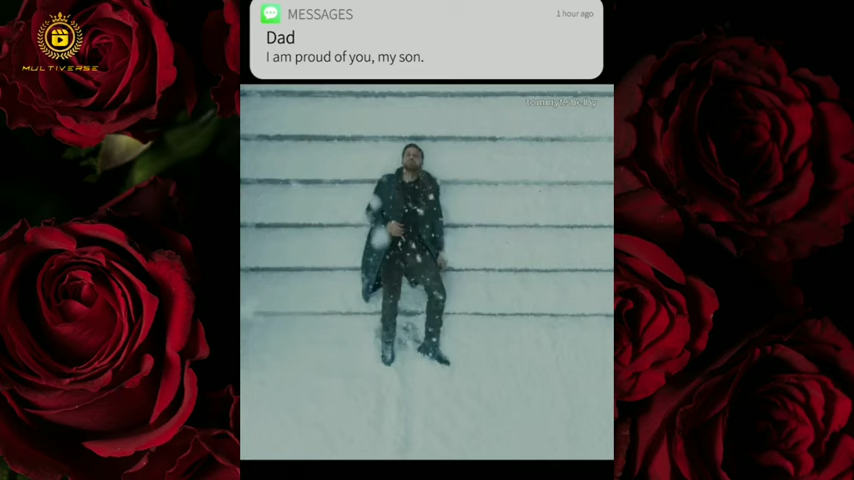 MESSAGES
1 hour ago
Dad
I am proud of you, my son.
MULTIVERSE